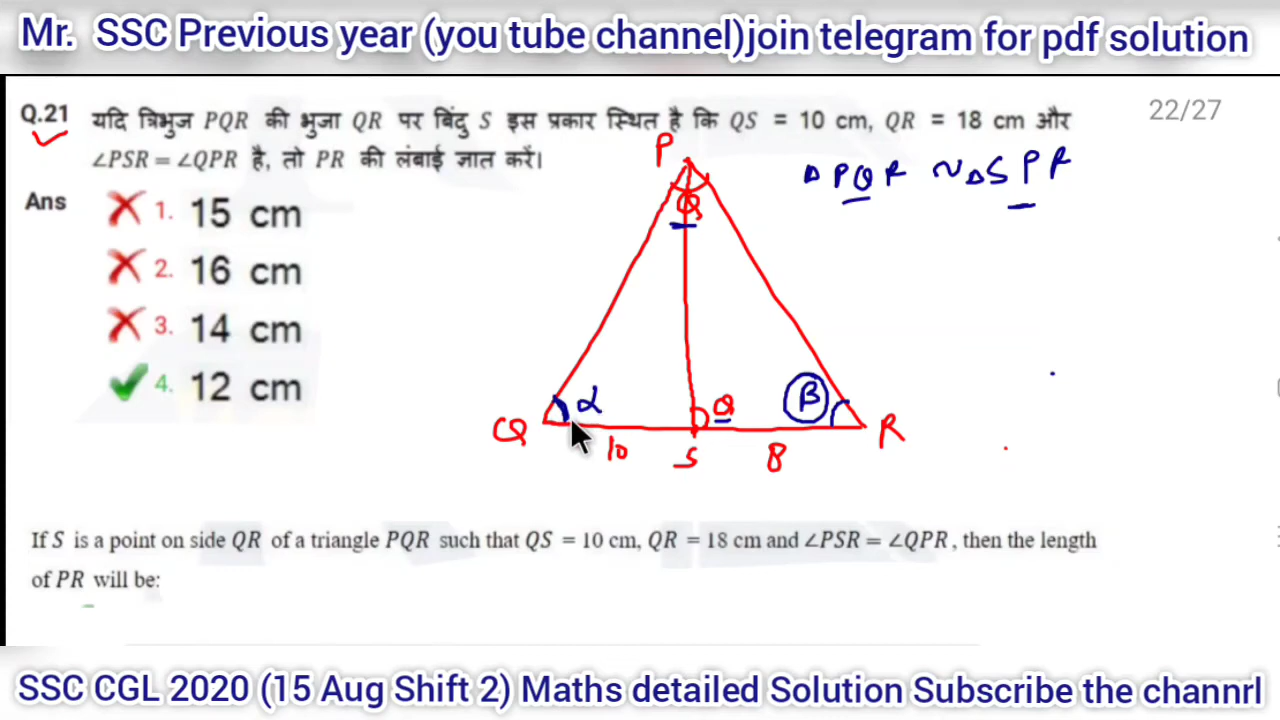 Mr. SSC Previous year (you tube channel)join telegram for pdf solution
Q.21 यदि त्रिभुज PQR की भुजा QR पर बिंदु S इस प्रकार स्थित है कि QS = 10 cm, QR = 18 cm और
22/27
∠PSR = ∠QPR है, तो PR की लंबाई ज्ञात करें।
P
Δ PQR ~ Δ SPR
Ans
1. 15 cm
2. 16 cm
3. 14 cm
4. 12 cm
Q
α
θ
θ
β
R
10
S
8
If S is a point on side QR of a triangle PQR such that QS = 10 cm, QR = 18 cm and ∠PSR = ∠QPR, then the length
of PR will be:
SSC CGL 2020 (15 Aug Shift 2) Maths detailed Solution Subscribe the channrl